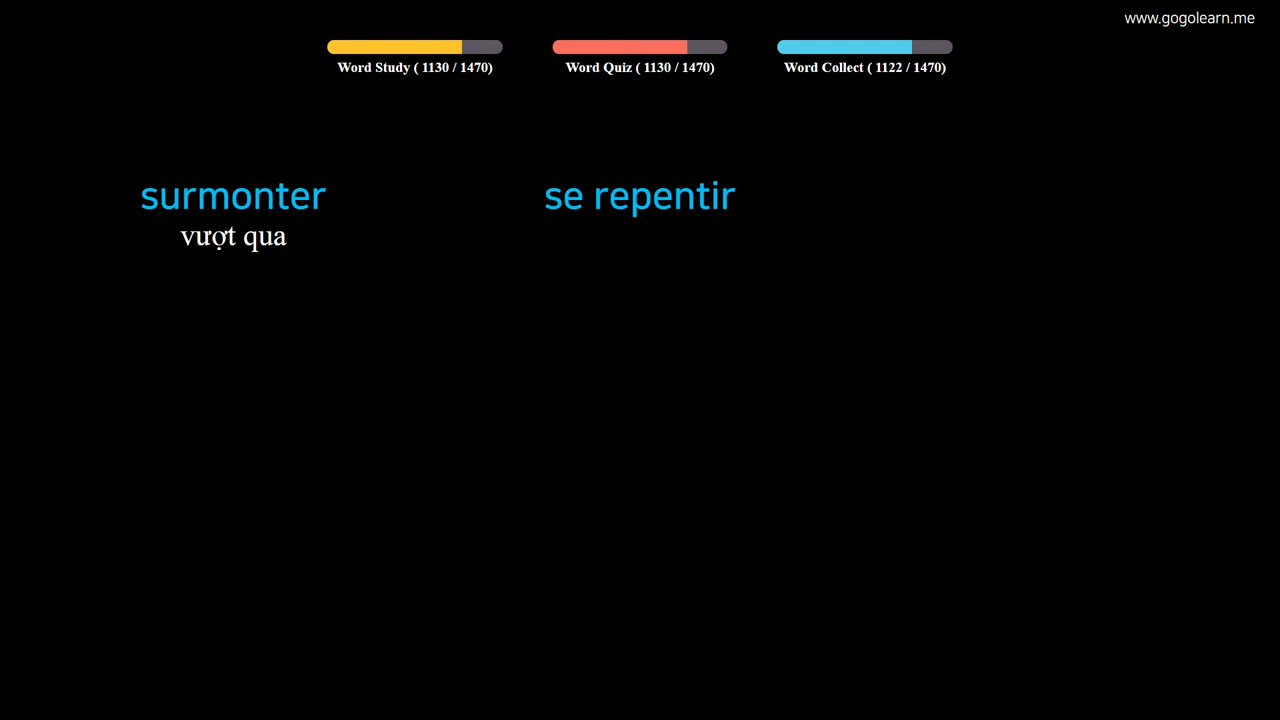 www.gogolearn.me
Word Study ( 1130 / 1470)
Word Quiz ( 1130 / 1470)
Word Collect ( 1122 / 1470)
surmonter
vượt qua
se repentir